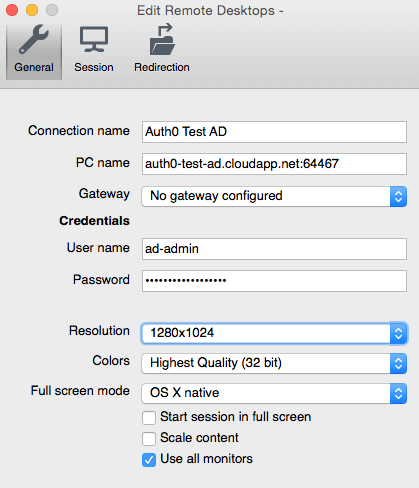 Edit Remote Desktops -
General Session Redirection
Connection name Auth0 Test AD
PC name auth0-test-ad.cloudapp.net:64467
Gateway No gateway configured
Credentials
User name ad-admin
Password ••••••••••••••••••
Resolution 1280x1024
Colors Highest Quality (32 bit)
Full screen mode OS X native
Start session in full screen
Scale content
Use all monitors